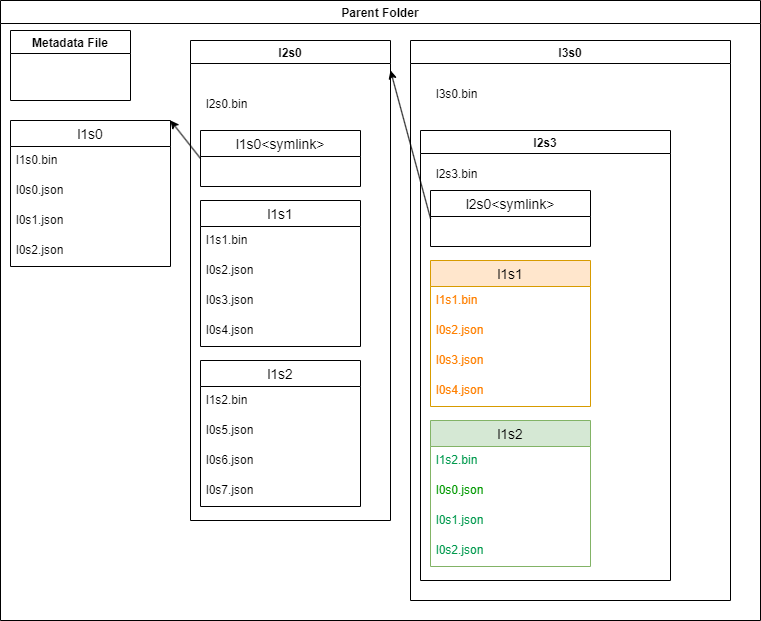 Parent Folder
Metadata File
l1s0
l1s0.bin
l0s0.json
l0s1.json
l0s2.json
l2s0
l2s0.bin
l1s0<symlink>
l1s1
l1s1.bin
l0s2.json
l0s3.json
l0s4.json
l1s2
l1s2.bin
l0s5.json
l0s6.json
l0s7.json
l3s0
l3s0.bin
l2s3
l2s3.bin
l2s0<symlink>
l1s1
l1s1.bin
l0s2.json
l0s3.json
l0s4.json
l1s2
l1s2.bin
l0s0.json
l0s1.json
l0s2.json